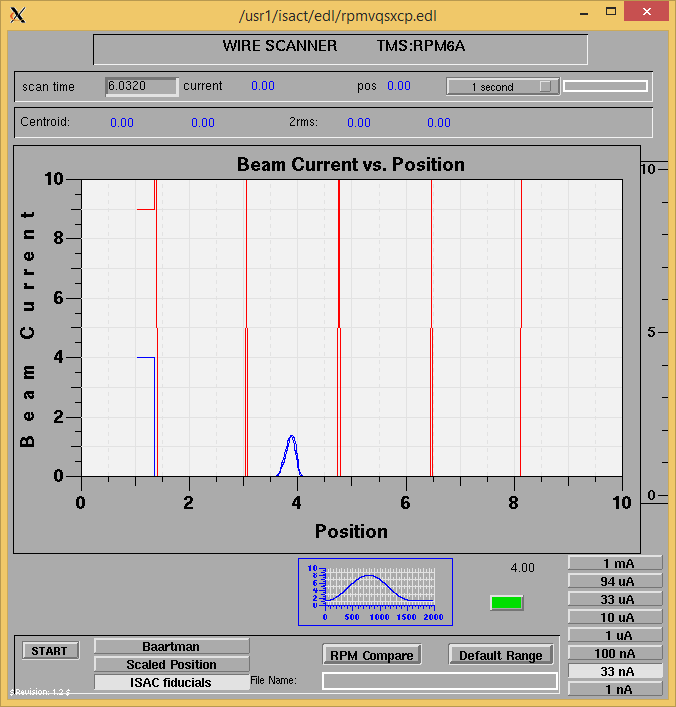 /usr1/isact/edl/rpmvqsxcp.edl
WIRE SCANNER TMS:RPM6A
scan time 6.0320 current 0.00 pos 0.00 1 second
Centroid: 0.00 0.00 2rms: 0.00 0.00
Beam Current vs. Position
10
8
6
4
2
0
Beam Current
0 2 4 6 8 10
Position
10
5
0
10
8
6
4
2
0
0 500 1000 1500 2000
4.00
1 mA
94 uA
33 uA
10 uA
1 uA
100 nA
33 nA
1 nA
START
Baartman
Scaled Position
ISAC fiducials
RPM Compare
Default Range
File Name:
$Revision: 1.2 $